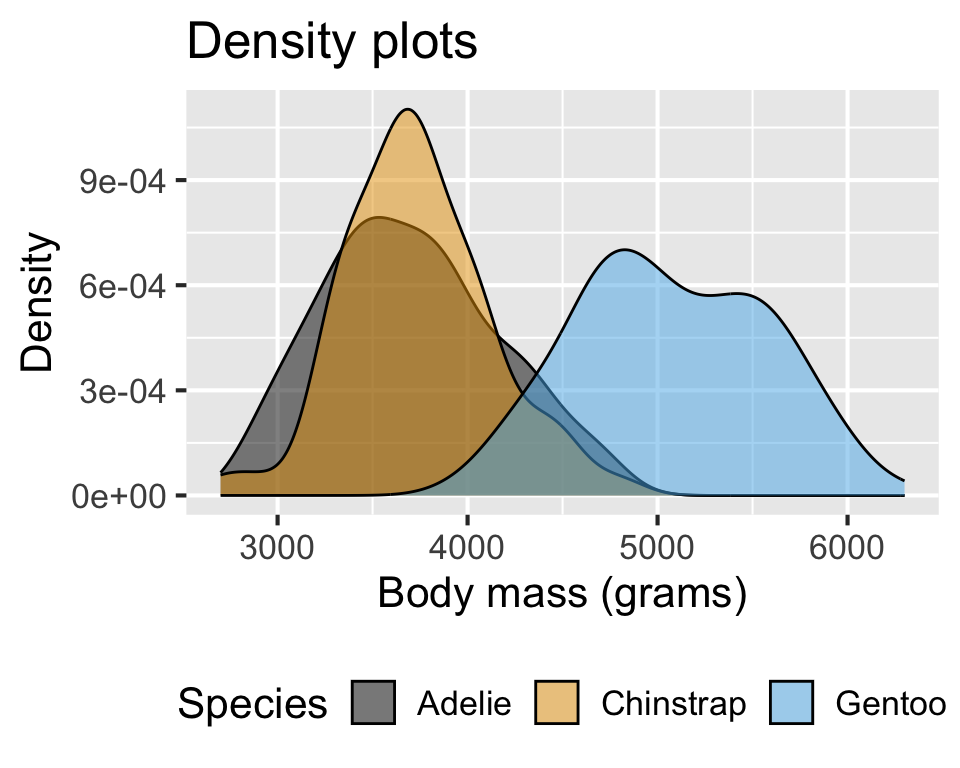 Density plots
Density
9e-04
6e-04
3e-04
0e+00
3000 4000 5000 6000
Body mass (grams)
Species Adelie Chinstrap Gentoo